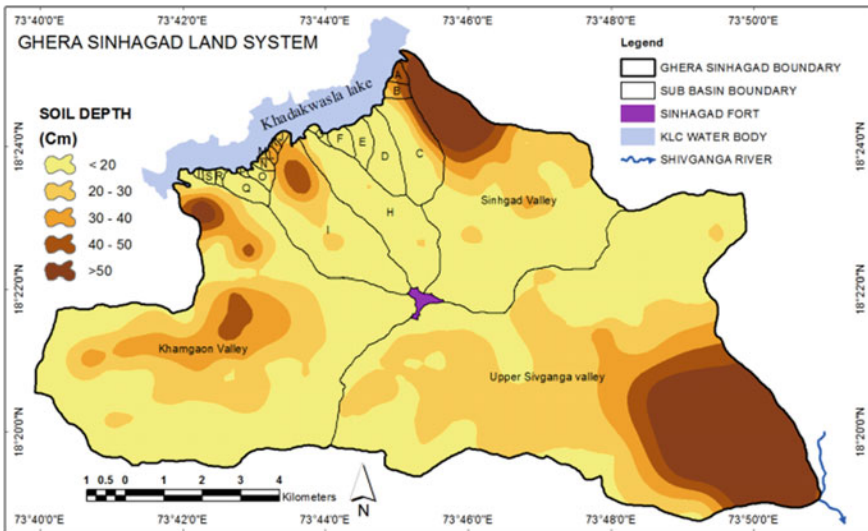 73°40'0"E 73°42'0"E 73°44'0"E 73°46'0"E 73°48'0"E 73°50'0"E
GHERA SINHAGAD LAND SYSTEM
Legend
GHERA SINHAGAD BOUNDARY
SUB BASIN BOUNDARY
SINHAGAD FORT
KLC WATER BODY
SHIVGANGA RIVER
SOIL DEPTH
(Cm)
< 20
20 - 30
30 - 40
40 - 50
>50
Khadakwasla lake
A
B
C
D
E
F
H
I
O
Q
R
S
Sinhgad Valley
Khamgaon Valley
Upper Sivganga valley
18°24'0"N 18°24'0"N
18°22'0"N 18°22'0"N
18°20'0"N 18°20'0"N
1 0.5 0 1 2 3 4
Kilometers
N
73°40'0"E 73°42'0"E 73°44'0"E 73°46'0"E 73°48'0"E 73°50'0"E